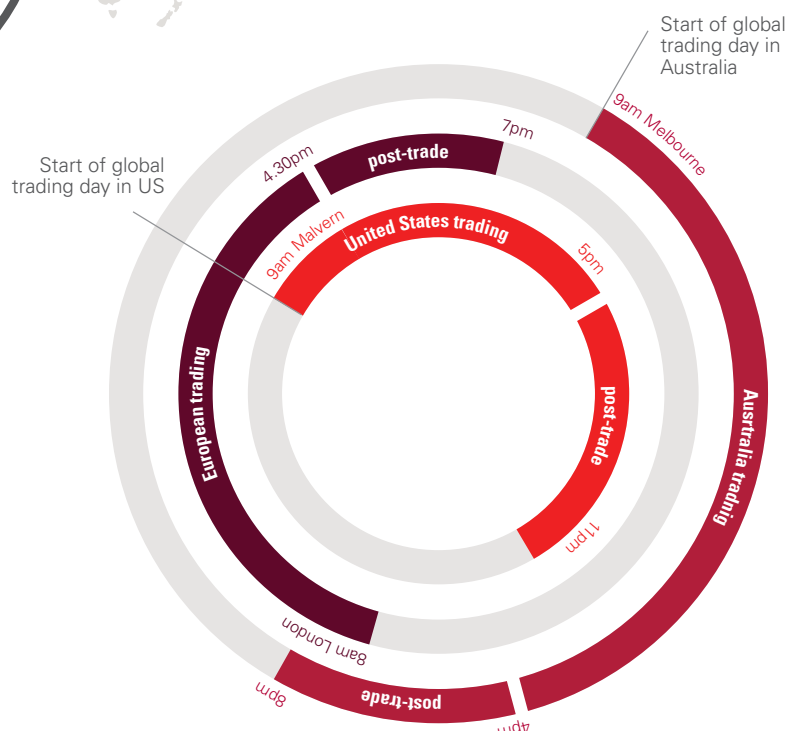 Start of global
trading day in
Australia
9am Melbourne
7pm
post-trade
4.30pm
Start of global
trading day in US
9am Malvern
United States trading
5pm
European trading
post-trade
Ausrtralia tradnig
11pm
8am London
8pm
post-trade
4pm